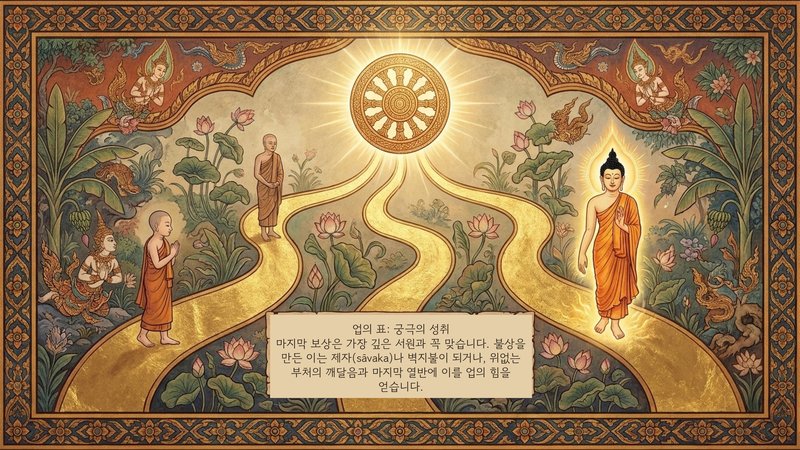 업의 표: 궁극의 성취
마지막 보상은 가장 깊은 서원과 꼭 맞습니다. 불상을
만든 이는 제자(sāvaka)나 벽지불이 되거나, 위없는
부처의 깨달음과 마지막 열반에 이를 업의 힘을
얻습니다.